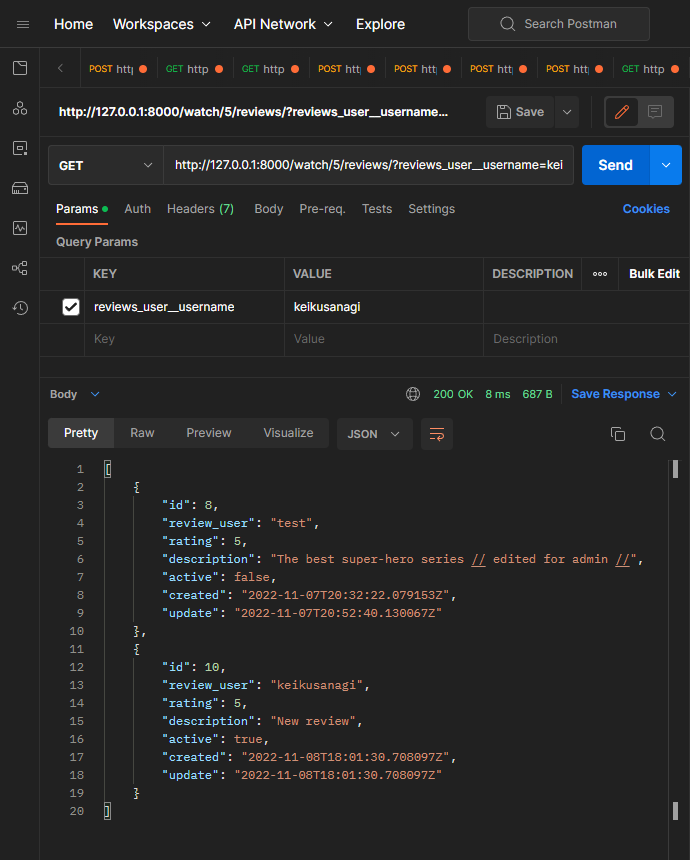 Home Workspaces API Network Explore Search Postman
POST http GET http GET http POST http POST htt POST http POST htt GET http
http://127.0.0.1:8000/watch/5/reviews/?reviews_user__username... Save
GET http://127.0.0.1:8000/watch/5/reviews/?reviews_user__username=kei Send
Params Auth Headers (7) Body Pre-req. Tests Settings Cookies
Query Params
KEY VALUE DESCRIPTION Bulk Edit
reviews_user__username keikusanagi
Key Value Description
Body 200 OK 8 ms 687 B Save Response
Pretty Raw Preview Visualize JSON
1 [
2 {
3 "id": 8,
4 "review_user": "test",
5 "rating": 5,
6 "description": "The best super-hero series // edited for admin //",
7 "active": false,
8 "created": "2022-11-07T20:32:22.079153Z",
9 "update": "2022-11-07T20:52:40.130067Z"
10 },
11 {
12 "id": 10,
13 "review_user": "keikusanagi",
14 "rating": 5,
15 "description": "New review",
16 "active": true,
17 "created": "2022-11-08T18:01:30.708097Z",
18 "update": "2022-11-08T18:01:30.708097Z"
19 }
20 ]